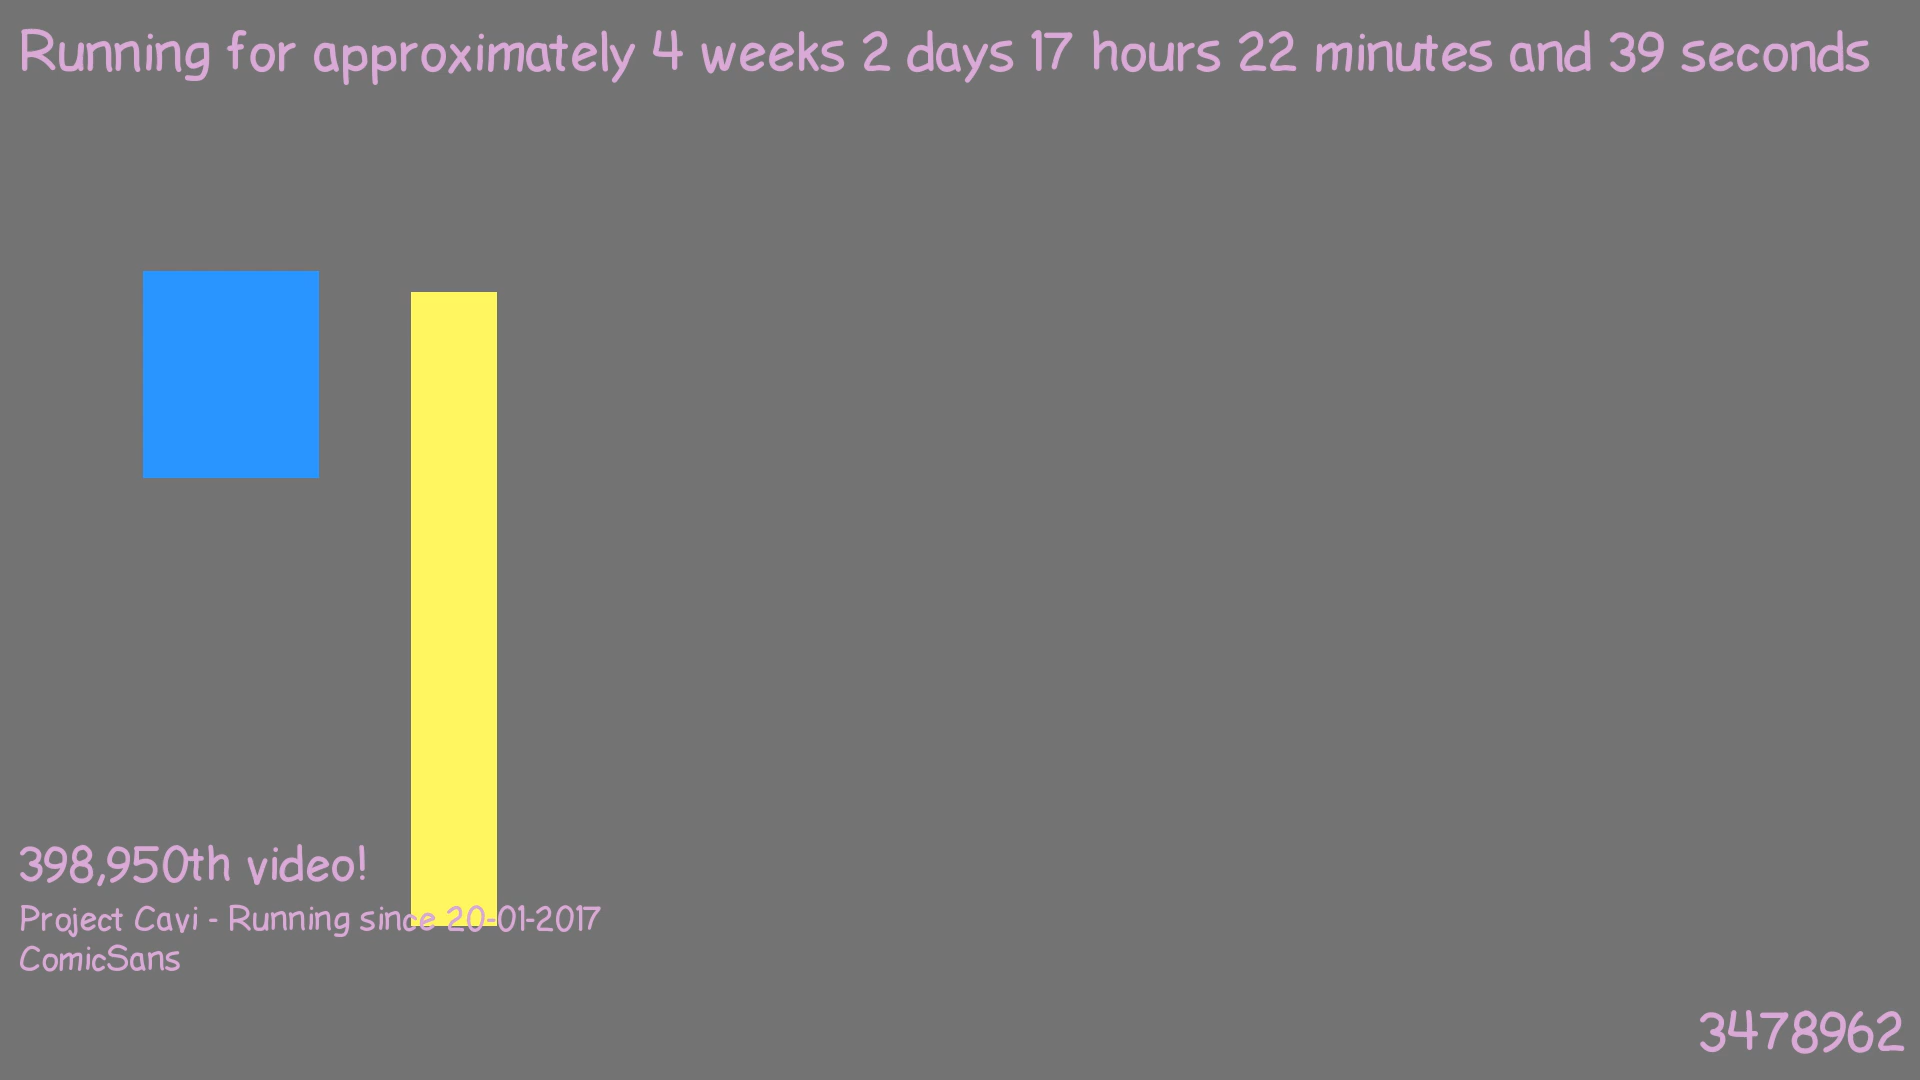 Running for approximately 4 weeks 2 days 17 hours 22 minutes and 39 seconds
398,950th video!
Project Cavi - Running since 20-01-2017
ComicSans
3478962